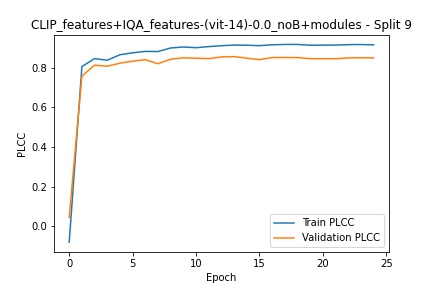 CLIP_features+IQA_features-(vit-14)-0.0_noB+modules - Split 9
PLCC
0.8
0.6
0.4
0.2
0.0
0
5
10
15
20
25
Epoch
Train PLCC
Validation PLCC